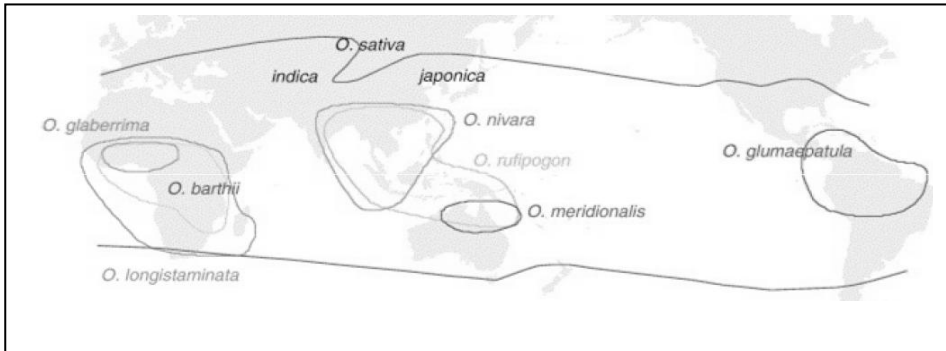 O. sativa
indica japonica
O. glaberrima
O. nivara
O. rufipogon
O. glumaepatula
O. barthii
O. meridionalis
O. longistaminata